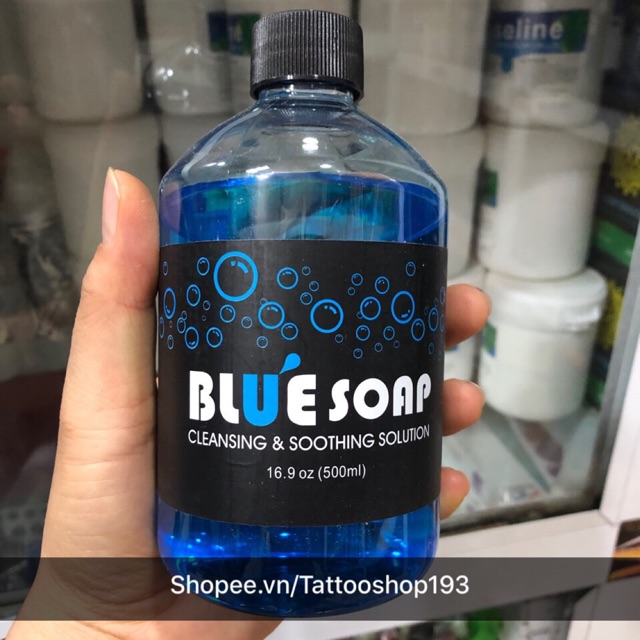 BLUE SOAP
CLEANSING & SOOTHING SOLUTION
16.9 oz (500ml)
Shopee.vn/Tattooshop193